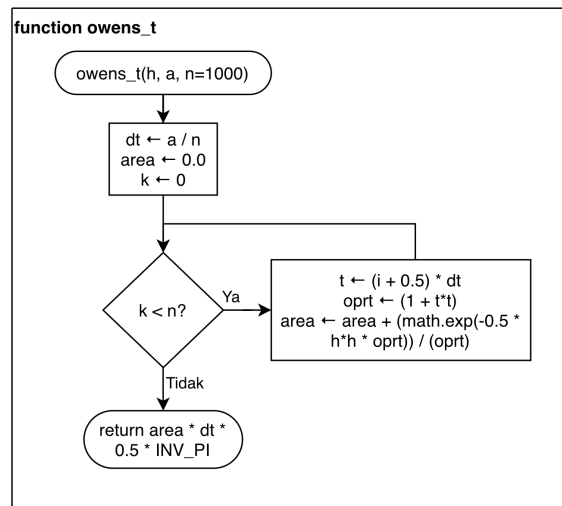 function owens_t
owens_t(h, a, n=1000)
dt ← a / n
area ← 0.0
k ← 0
k < n?
Ya
t ← (i + 0.5) * dt
oprt ← (1 + t*t)
area ← area + (math.exp(-0.5 *
h*h * oprt)) / (oprt)
Tidak
return area * dt *
0.5 * INV_PI